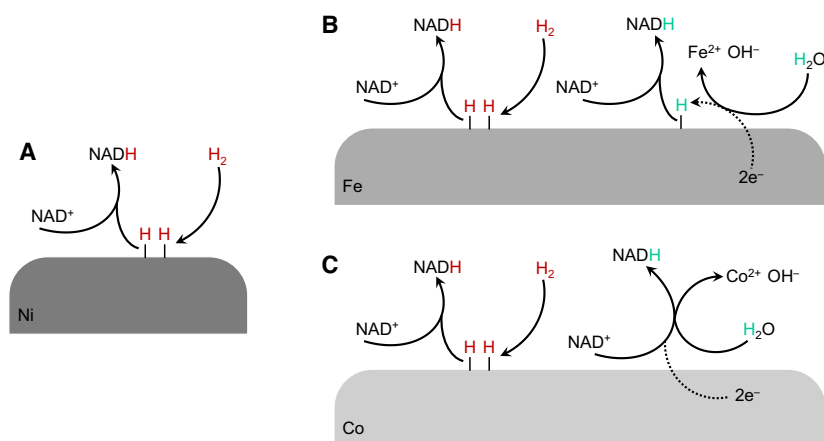 A
NADH
H₂
NAD⁺
H H
Ni
B
NADH
H₂
NAD⁺
H H
NADH
Fe²⁺ OH⁻
H₂O
NAD⁺
H
2e⁻
Fe
C
NADH
H₂
NAD⁺
H H
NADH
Co²⁺ OH⁻
H₂O
NAD⁺
2e⁻
Co